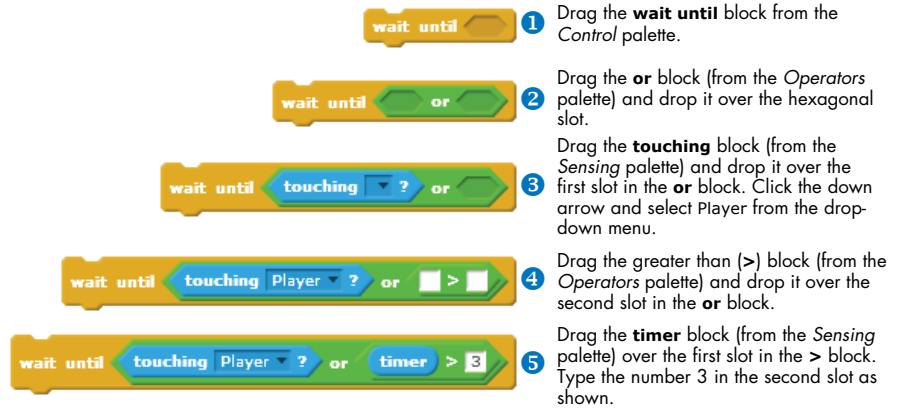 wait until
1 Drag the wait until block from the
Control palette.
wait until or
2 Drag the or block (from the Operators
palette) and drop it over the hexagonal
slot.
wait until touching ? or
3 Drag the touching block (from the
Sensing palette) and drop it over the
first slot in the or block. Click the down
arrow and select Player from the drop-
down menu.
wait until touching Player ? or >
4 Drag the greater than (>) block (from the
Operators palette) and drop it over the
second slot in the or block.
wait until touching Player ? or timer > 3
5 Drag the timer block (from the Sensing
palette) over the first slot in the > block.
Type the number 3 in the second slot as
shown.